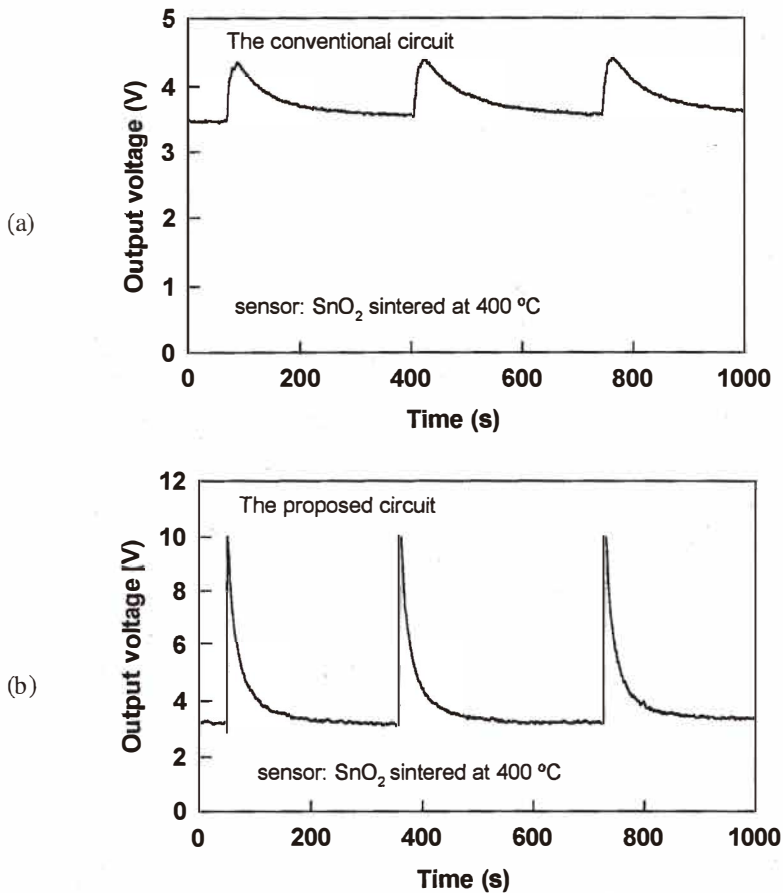 5
The conventional circuit
4
3
(a)
Output voltage (V)
2
1
sensor: SnO₂ sintered at 400 ºC
0
0 200 400 600 800 1000
Time (s)
12
The proposed circuit
10
8
(b)
Output voltage [V)
6
4
2
sensor: SnO₂ sintered at 400 ºC
0
0 200 400 600 800 1000
Time (s)